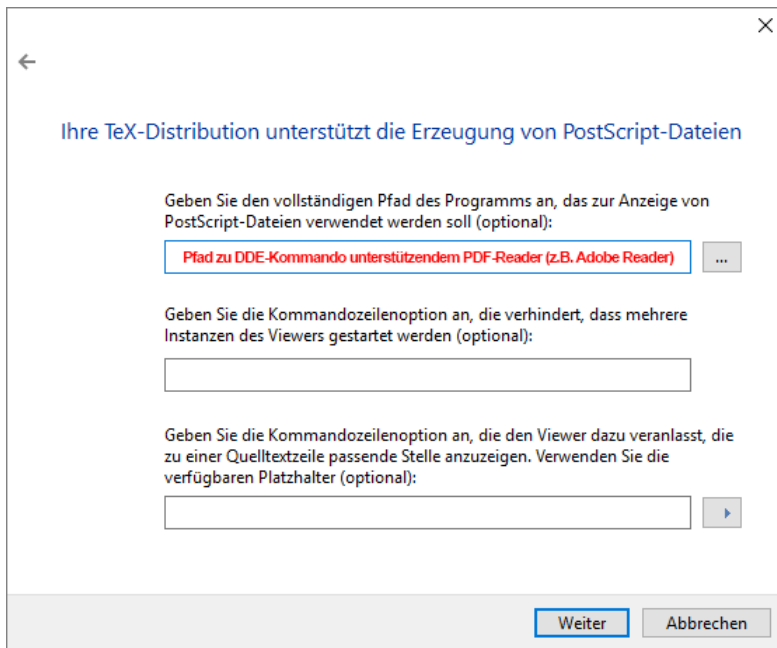 Ihre TeX-Distribution unterstützt die Erzeugung von PostScript-Dateien
Geben Sie den vollständigen Pfad des Programms an, das zur Anzeige von
PostScript-Dateien verwendet werden soll (optional):
Pfad zu DDE-Kommando unterstützendem PDF-Reader (z.B. Adobe Reader)
...
Geben Sie die Kommandozeilenoption an, die verhindert, dass mehrere
Instanzen des Viewers gestartet werden (optional):
Geben Sie die Kommandozeilenoption an, die den Viewer dazu veranlasst, die
zu einer Quelltextzeile passende Stelle anzuzeigen. Verwenden Sie die
verfügbaren Platzhalter (optional):
Weiter
Abbrechen